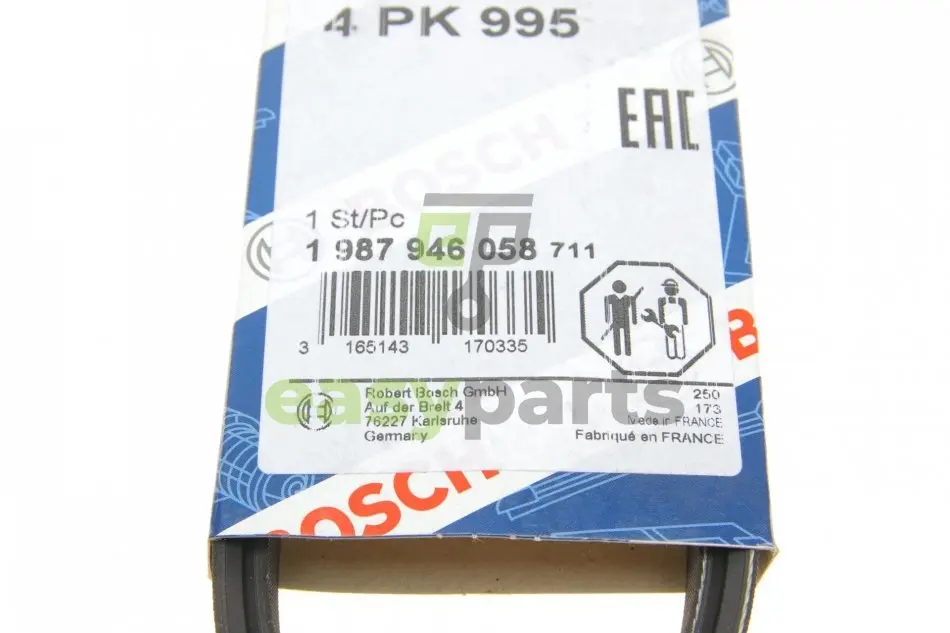 4 PK 995
EAC
BOSCH
1 St/Pc
1 987 946 058 711
3 165143 170335
B
easyparts
Robert Bosch GmbH
Auf der Breit 4
76227 Karlsruhe
Germany
250
173
Made in FRANCE
Fabriqué en FRANCE
BOSCH